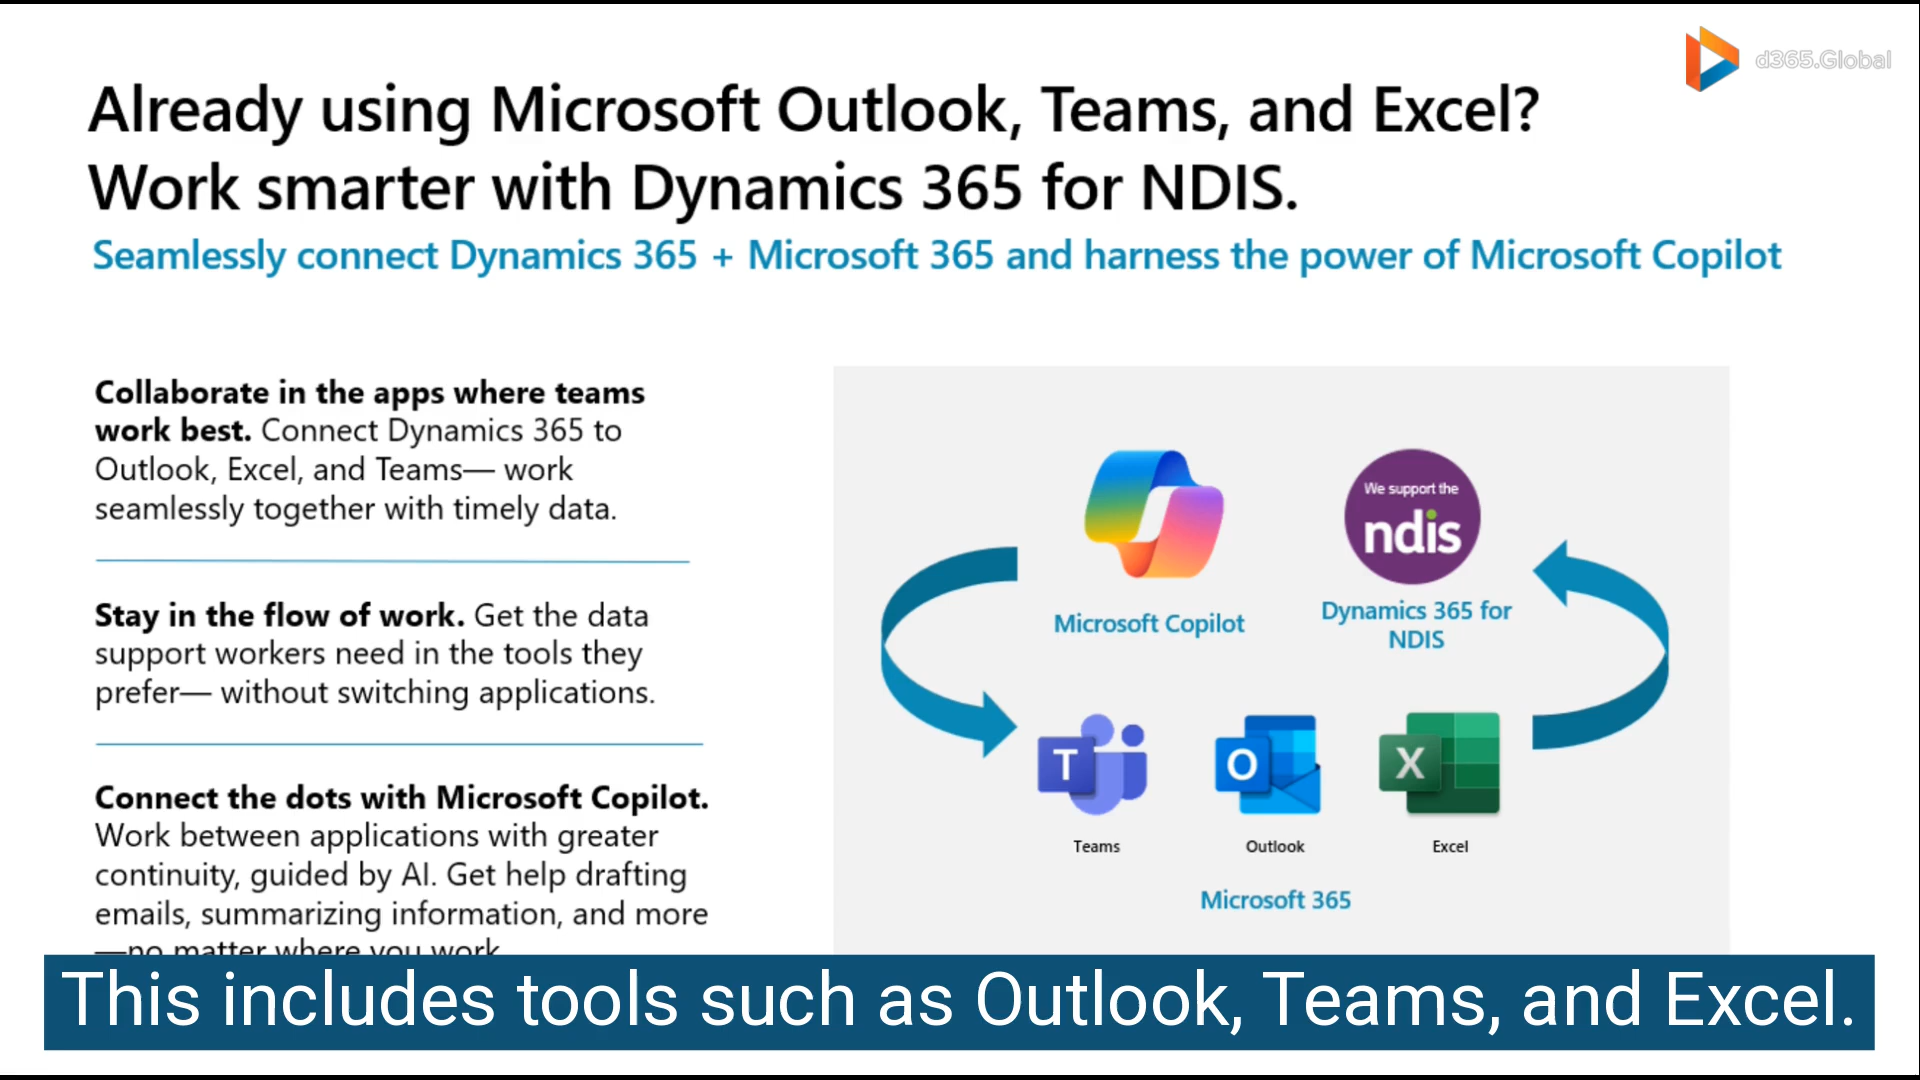 d365.Global
Already using Microsoft Outlook, Teams, and Excel?
Work smarter with Dynamics 365 for NDIS.
Seamlessly connect Dynamics 365 + Microsoft 365 and harness the power of Microsoft Copilot
Collaborate in the apps where teams
work best. Connect Dynamics 365 to
Outlook, Excel, and Teams— work
seamlessly together with timely data.
Stay in the flow of work. Get the data
support workers need in the tools they
prefer— without switching applications.
Connect the dots with Microsoft Copilot.
Work between applications with greater
continuity, guided by AI. Get help drafting
emails, summarizing information, and more
—no matter where you work
Microsoft Copilot
We support the
ndis
Dynamics 365 for
NDIS
T
Teams
O
Outlook
X
Excel
Microsoft 365
This includes tools such as Outlook, Teams, and Excel.